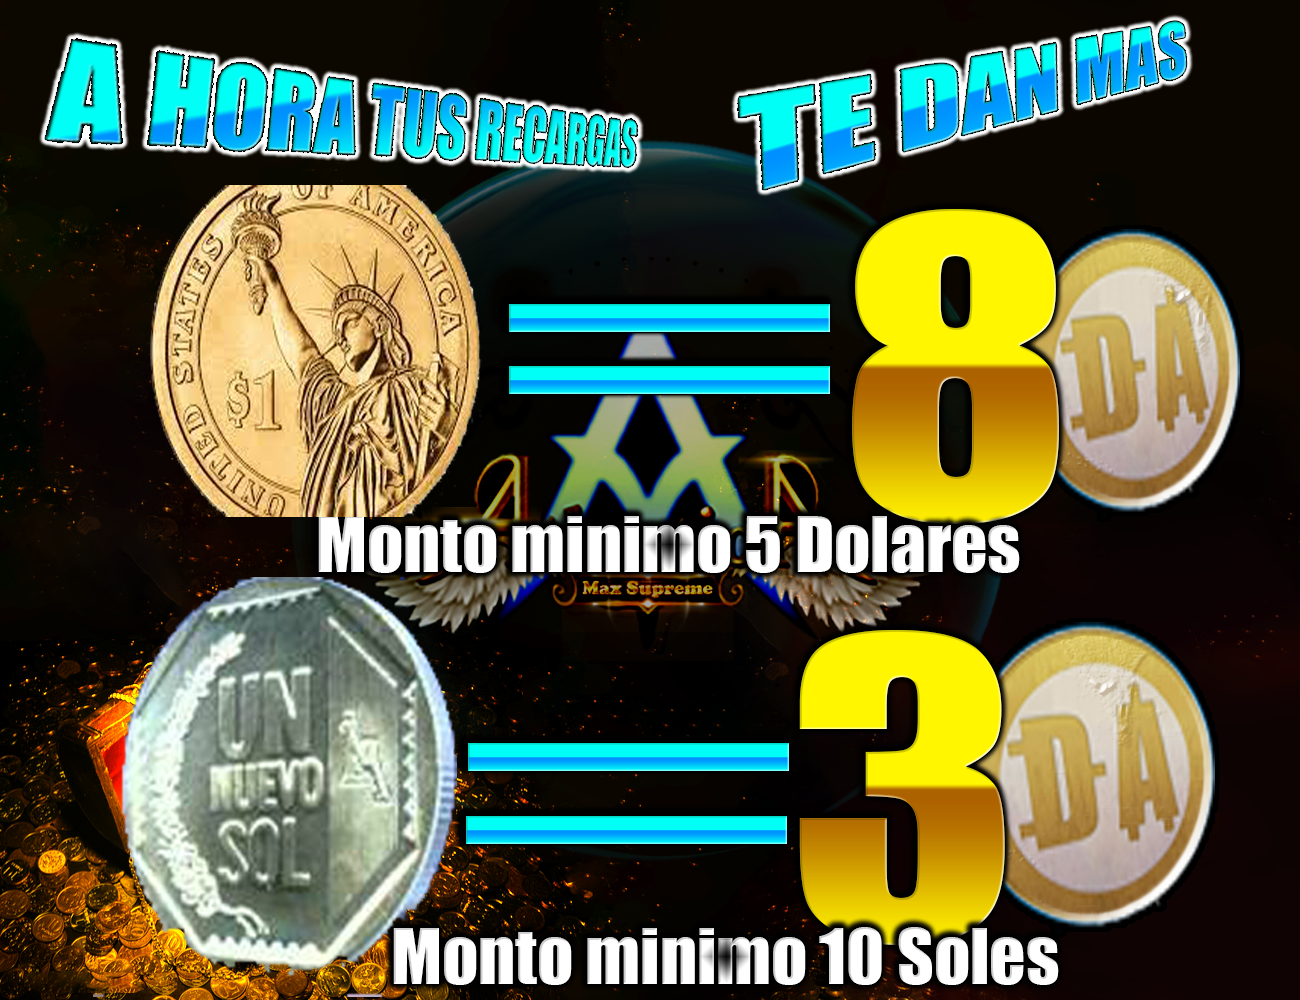 A HORA TUS RECARGAS
TE DAN MAS
UNITED STATES OF AMERICA
$1
8
DA
Monto minimo 5 Dolares
Max Supreme
UN
NUEVO
SOL
3
DA
Monto minimo 10 Soles